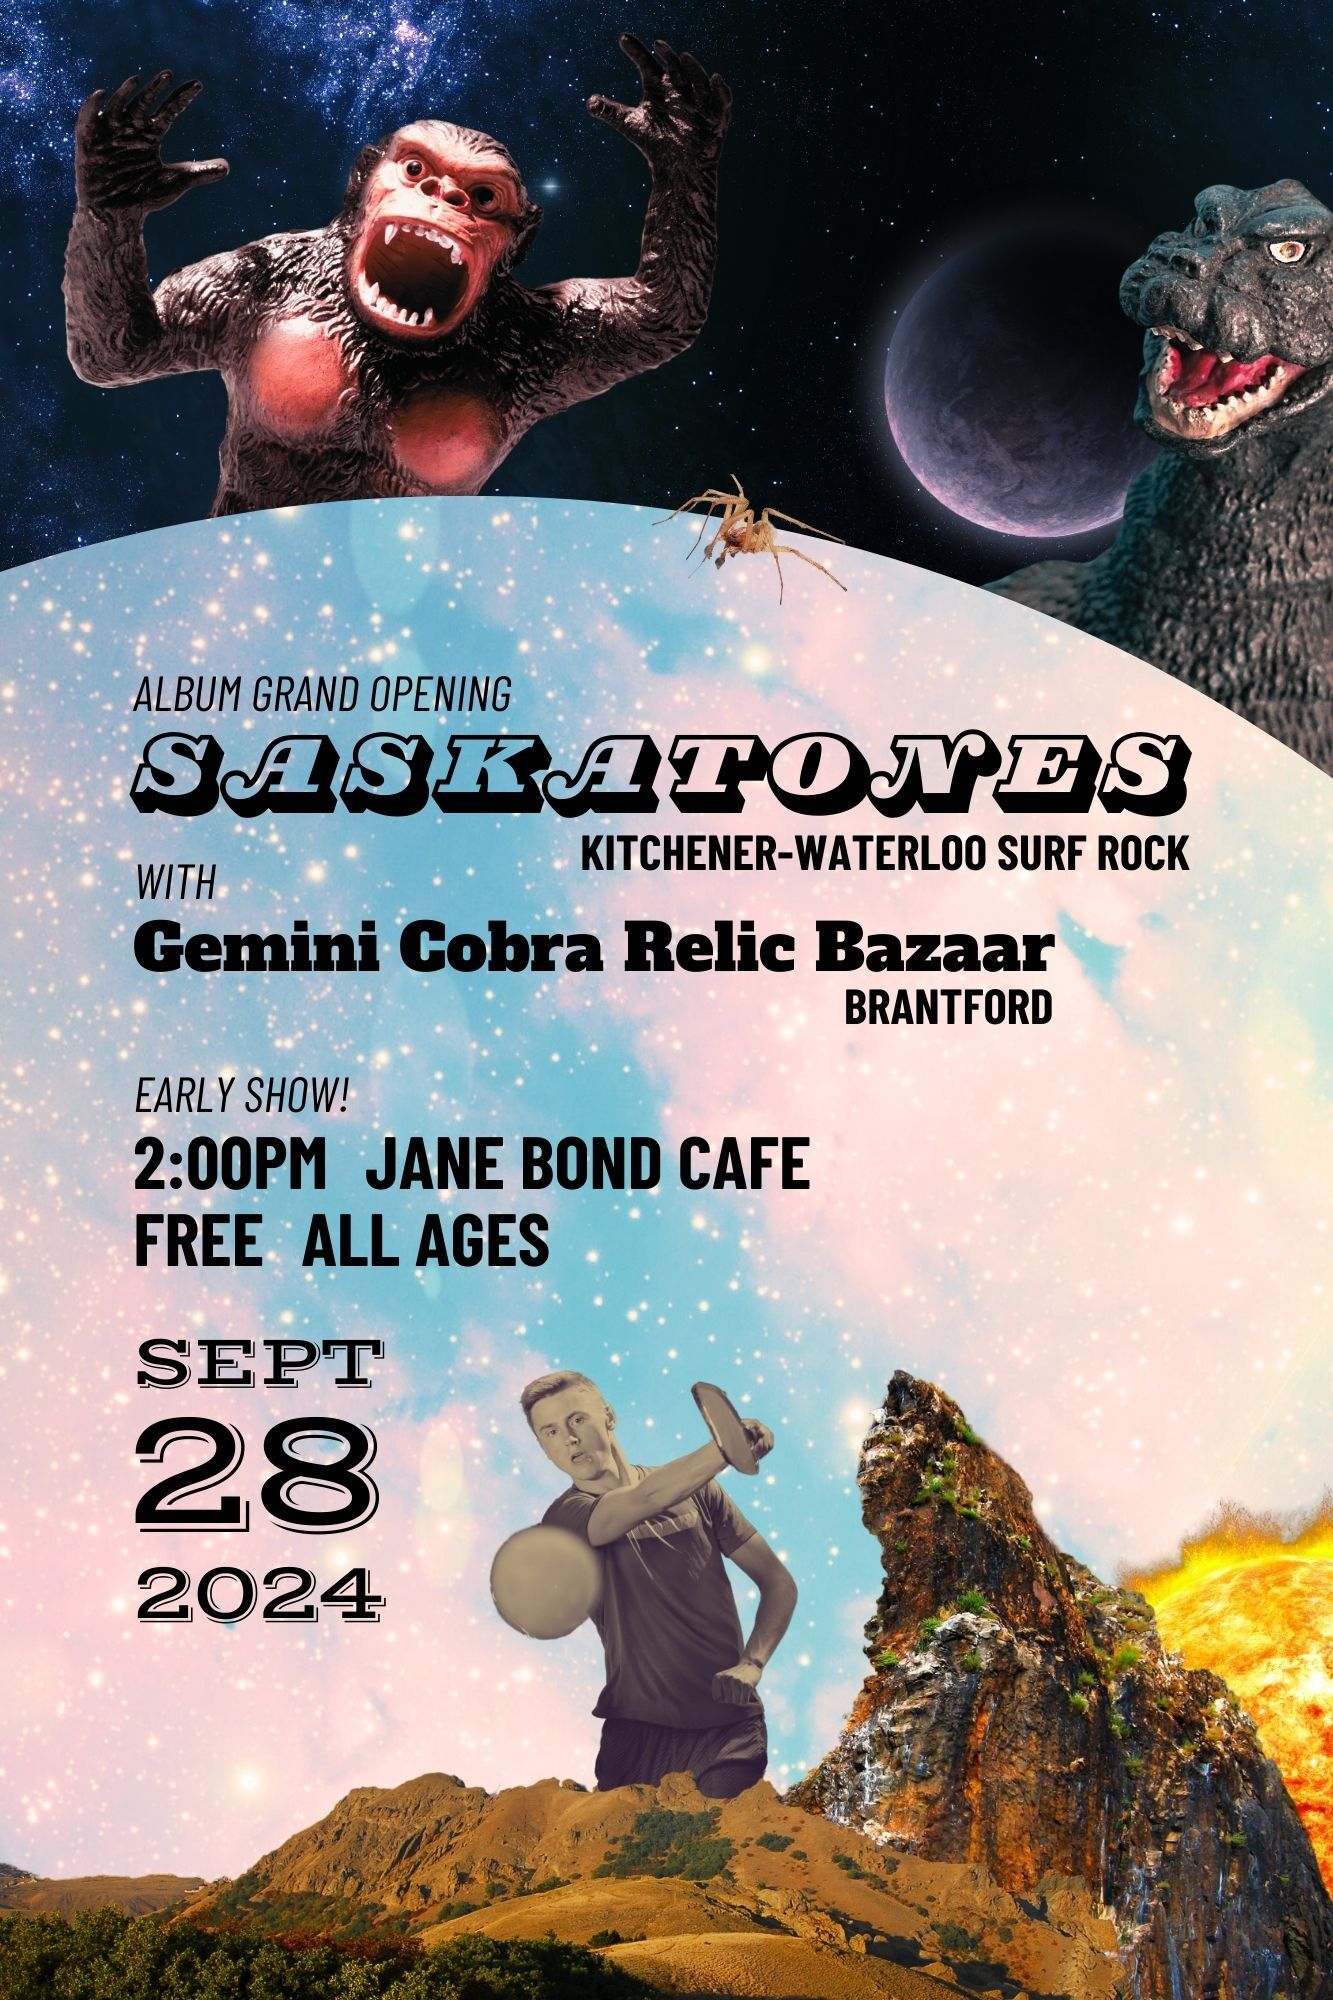 ALBUM GRAND OPENING
SASKATONES
KITCHENER-WATERLOO SURF ROCK
WITH
Gemini Cobra Relic Bazaar
BRANTFORD
EARLY SHOW!
2:00PM JANE BOND CAFE
FREE ALL AGES
SEPT
28
2024